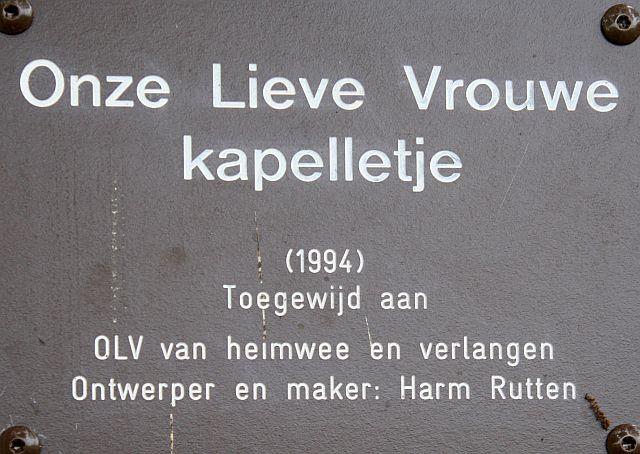 Onze Lieve Vrouwe
kapelletje
(1994)
Toegewijd aan
OLV van heimwee en verlangen
Ontwerper en maker: Harm Rutten